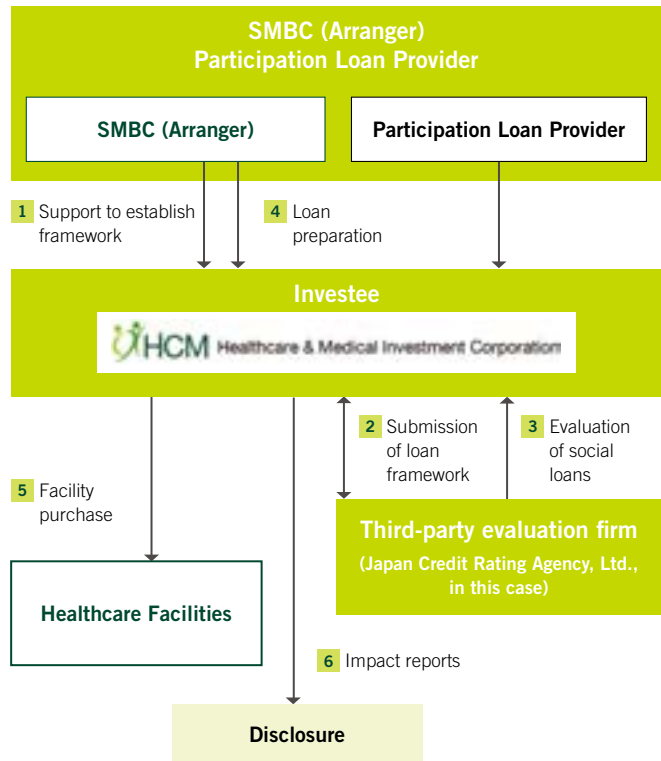 SMBC (Arranger)
Participation Loan Provider
SMBC (Arranger)
Participation Loan Provider
1 Support to establish
framework
4 Loan
preparation
Investee
HCM Healthcare & Medical Investment Corporation
2 Submission
of loan
framework
3 Evaluation
of social
loans
5 Facility
purchase
Third-party evaluation firm
(Japan Credit Rating Agency, Ltd.,
in this case)
Healthcare Facilities
6 Impact reports
Disclosure